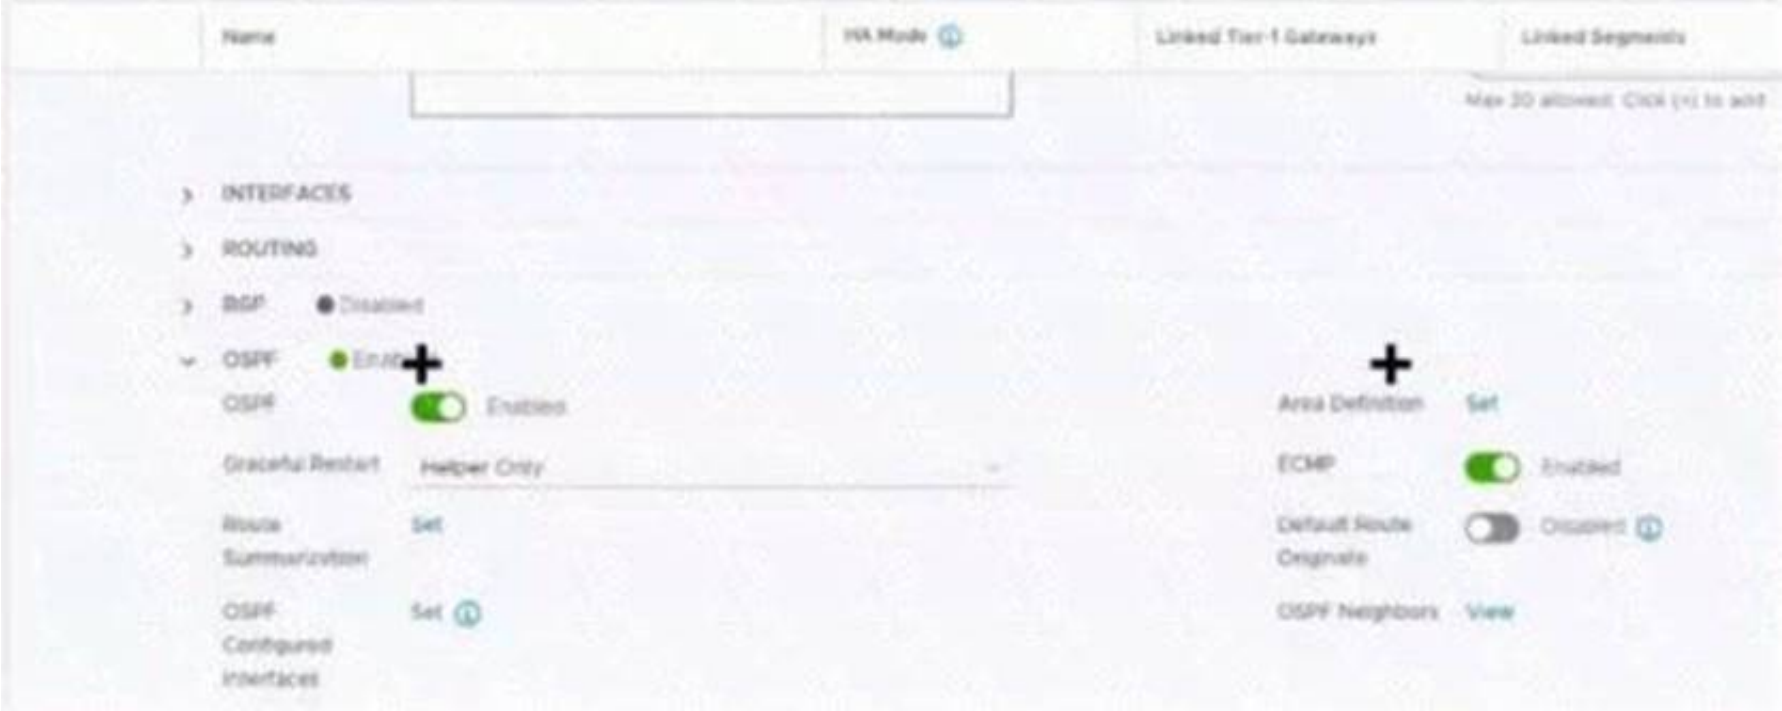 Name HA Mode Linked Tier-1 Gateways Linked Segments
Max 20 allowed. Click (+) to add
INTERFACES
ROUTING
BGP Disabled
OSPF
OSPF Enabled Area Definition Set
Graceful Restart Helper Only ECMP Enabled
Route Summarization Set Default Route Originate Disabled
OSPF Configured Interfaces Set OSPF Neighbors View